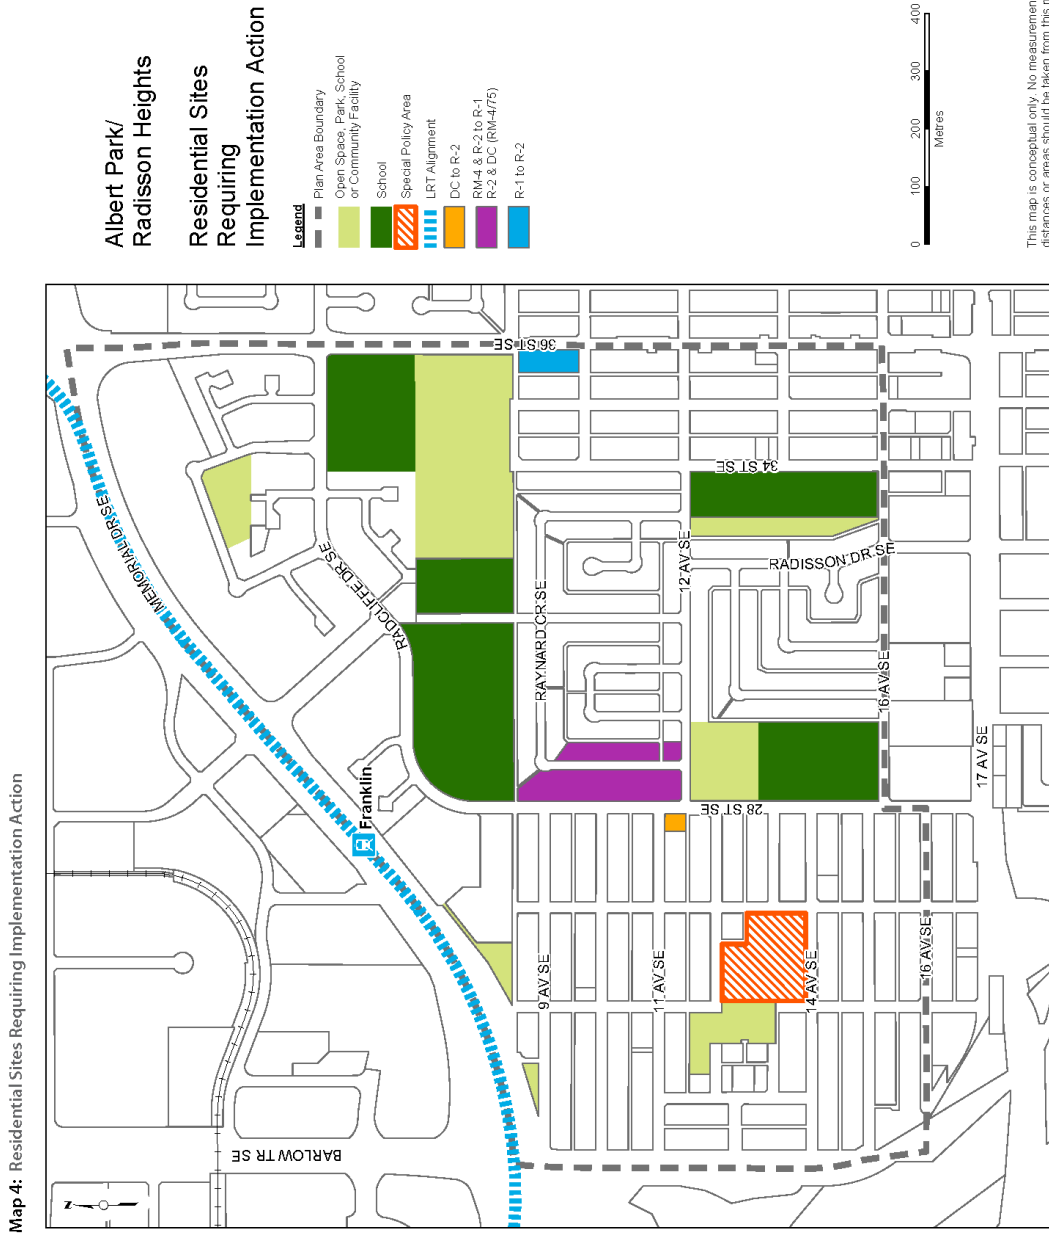 Map 4: Residential Sites Requiring Implementation Action
Albert Park/
Radisson Heights
Residential Sites
Requiring
Implementation Action
Legend
Plan Area Boundary
Open Space, Park, School
or Community Facility
School
Special Policy Area
LRT Alignment
DC to R-2
RM-4 & R-2 to R-1
R-2 & DC (RM-4/75)
R-1 to R-2
0 100 200 300 400
Metres
This map is conceptual only. No measuremen
distances or areas should be taken from this m
N
MEMORIAL DR SE
36 ST SE
RADCLIFFE DR SE
34 ST SE
RADISSON DR SE
12 AV SE
RAYNARD CR SE
16 AV SE
17 AV SE
Franklin
28 ST SE
9 AV SE
11 AV SE
14 AV SE
16 AV SE
BARLOW TR SE